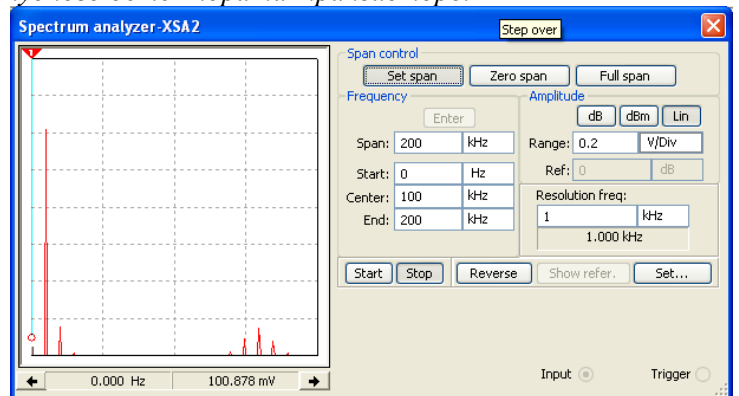 Spectrum analyzer-XSA2
Step over
1
Span control
Set span
Zero span
Full span
Frequency
Enter
Span: 200 kHz
Start: 0 Hz
Center: 100 kHz
End: 200 kHz
Amplitude
dB
dBm
Lin
Range: 0.2 V/Div
Ref: 0 dB
Resolution freq:
1 kHz
1.000 kHz
Start
Stop
Reverse
Show refer.
Set...
0.000 Hz
100.878 mV
Input
Trigger